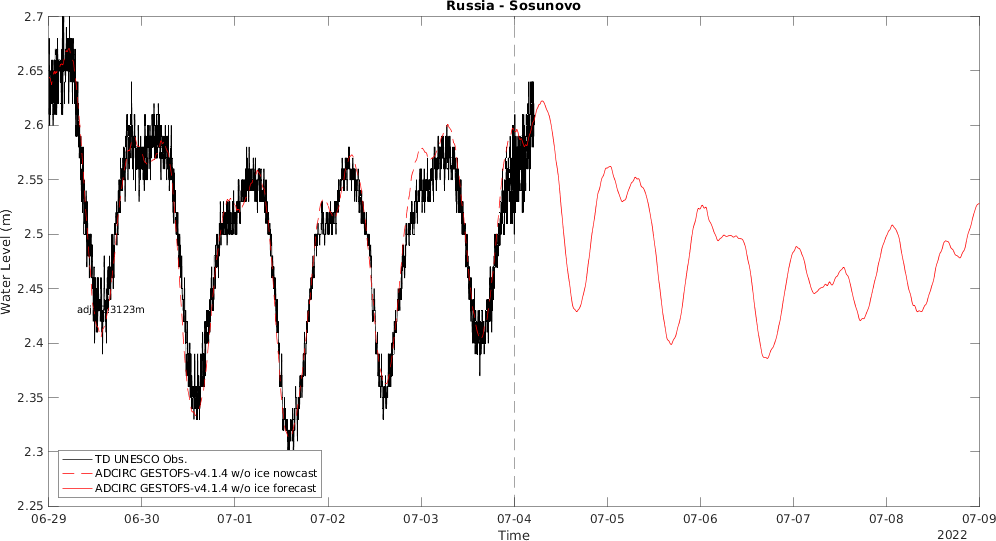 Russia - Sosunovo
2.7
2.65
2.6
2.55
2.5
2.45
2.4
2.35
2.3
2.25
Water Level (m)
3123m
TD UNESCO Obs.
ADCIRC GESTOFS-v4.1.4 w/o ice nowcast
ADCIRC GESTOFS-v4.1.4 w/o ice forecast
06-29 06-30 07-01 07-02 07-03 07-04 07-05 07-06 07-07 07-08 07-09
Time
2022